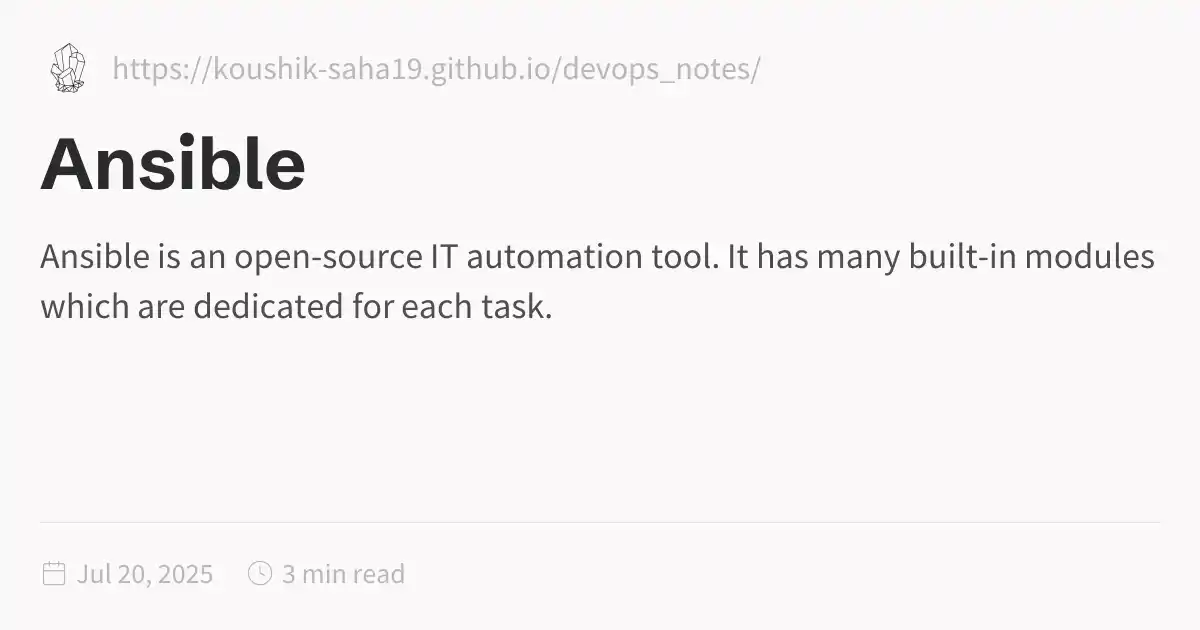 https://koushik-saha19.github.io/devops_notes/
Ansible
Ansible is an open-source IT automation tool. It has many built-in modules
which are dedicated for each task.
Jul 20, 2025 3 min read